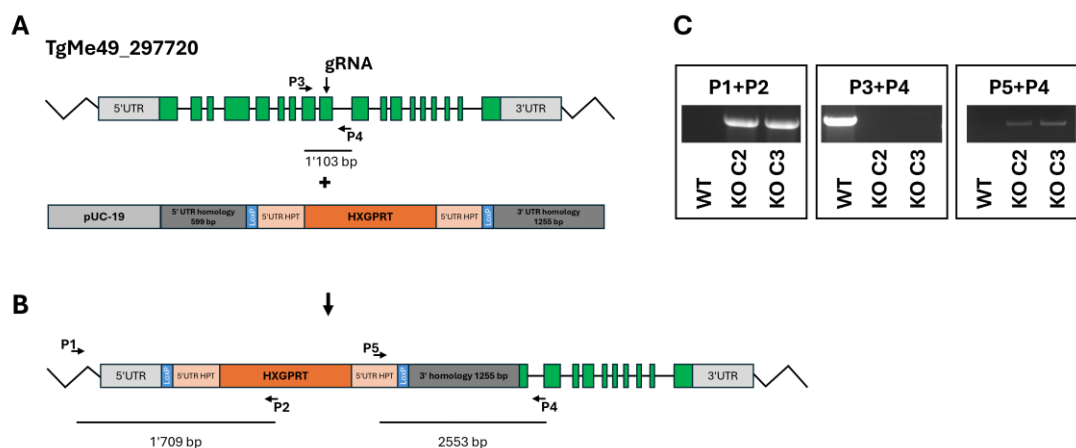 A
TgMe49_297720
gRNA
P3
5'UTR
3'UTR
P4
1'103 bp
+
pUC-19
5' UTR homology
599 bp
LoxP
5'UTR HPT
HXGPRT
5'UTR HPT
LoxP
3' UTR homology
1255 bp
B
P1
P5
5'UTR
LoxP
5'UTR HPT
HXGPRT
5'UTR HPT
LoxP
3' homology 1255 bp
3'UTR
P2
P4
1'709 bp
2553 bp
C
P1+P2
WT
KO C2
KO C3
P3+P4
WT
KO C2
KO C3
P5+P4
WT
KO C2
KO C3